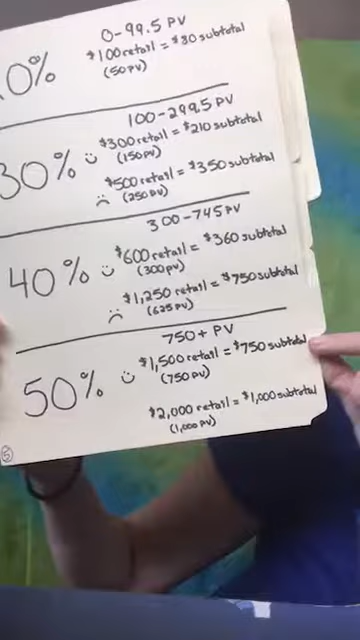 0-99.5 PV
.0%
$100 retail = $80 subtotal
(50 PV)
100-299.5 PV
30%
$300 retail = $210 subtotal
(150 PV)
$500 retail = $350 subtotal
(250 PV)
300-745 PV
40%
$600 retail = $360 subtotal
(300 PV)
$1,250 retail = $750 subtotal
(625 PV)
750+ PV
50%
$1,500 retail = $750 subtotal
(750 PV)
$2,000 retail = $1,000 subtotal
(1,000 PV)
5